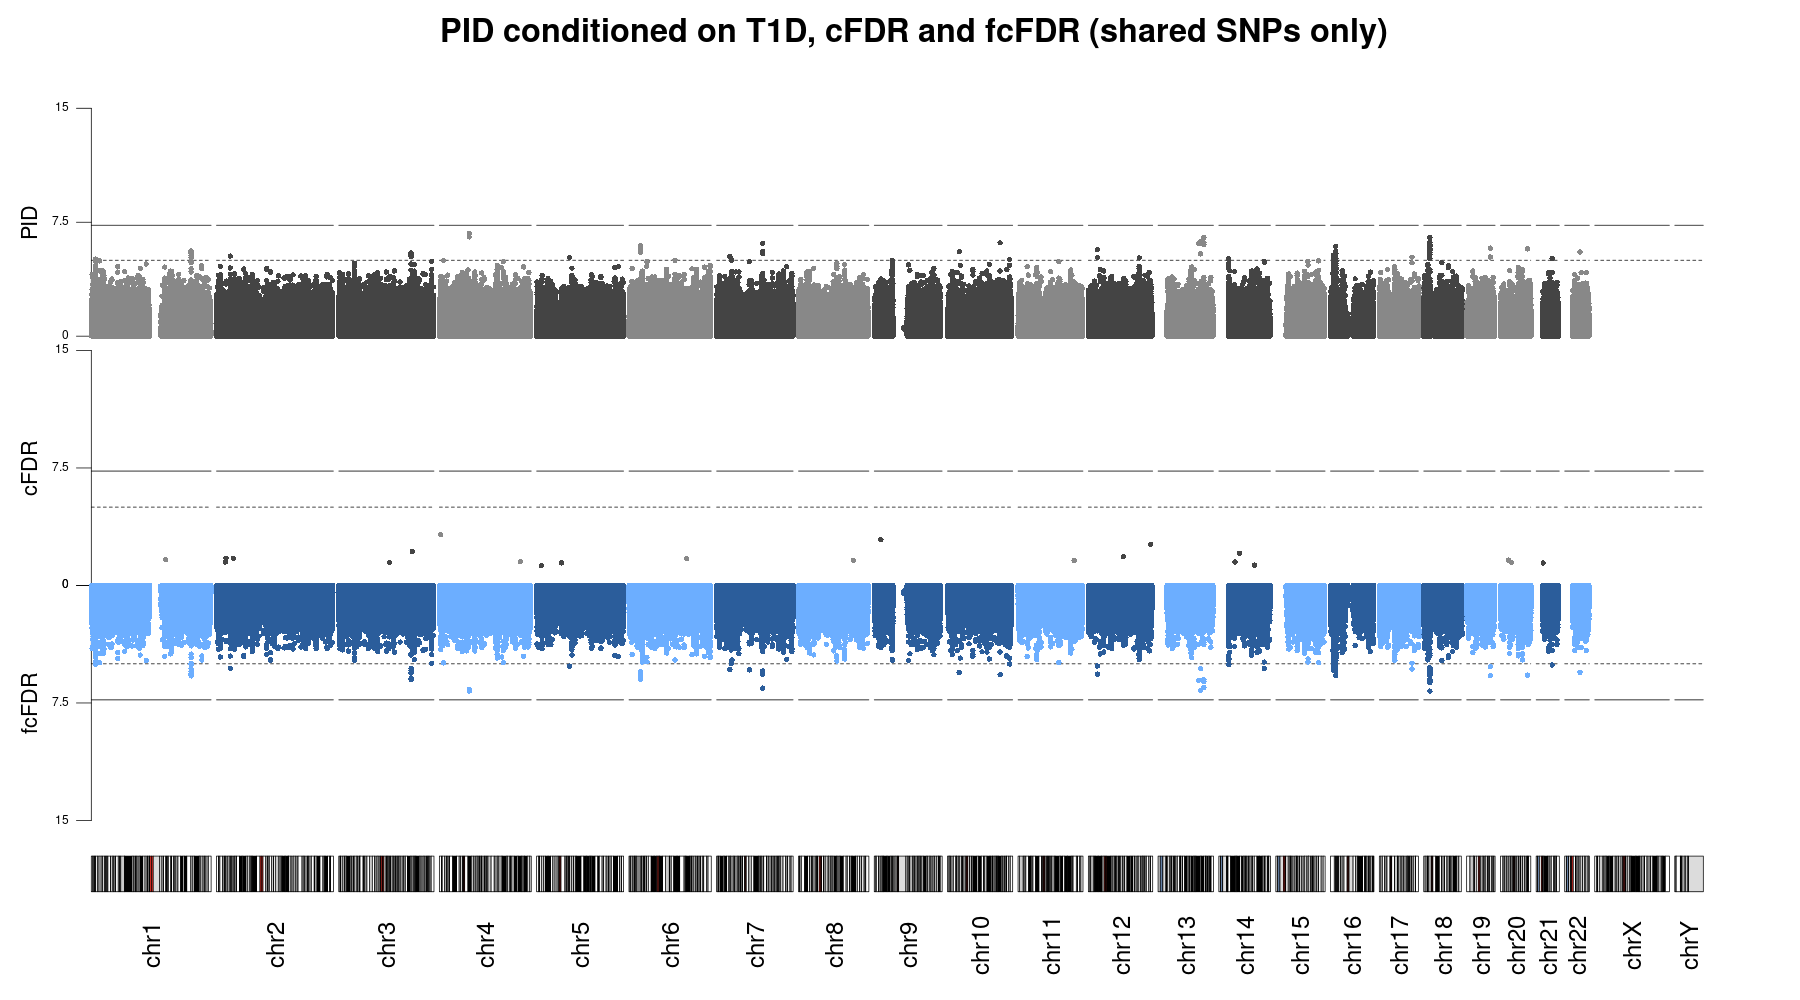 PID conditioned on T1D, cFDR and fcFDR (shared SNPs only)
15
7.5
0
PID
15
7.5
0
cFDR
7.5
15
fcFDR
chr1 chr2 chr3 chr4 chr5 chr6 chr7 chr8 chr9 chr10 chr11 chr12 chr13 chr14 chr15 chr16 chr17 chr18 chr19 chr20 chr21 chr22 chrX chrY